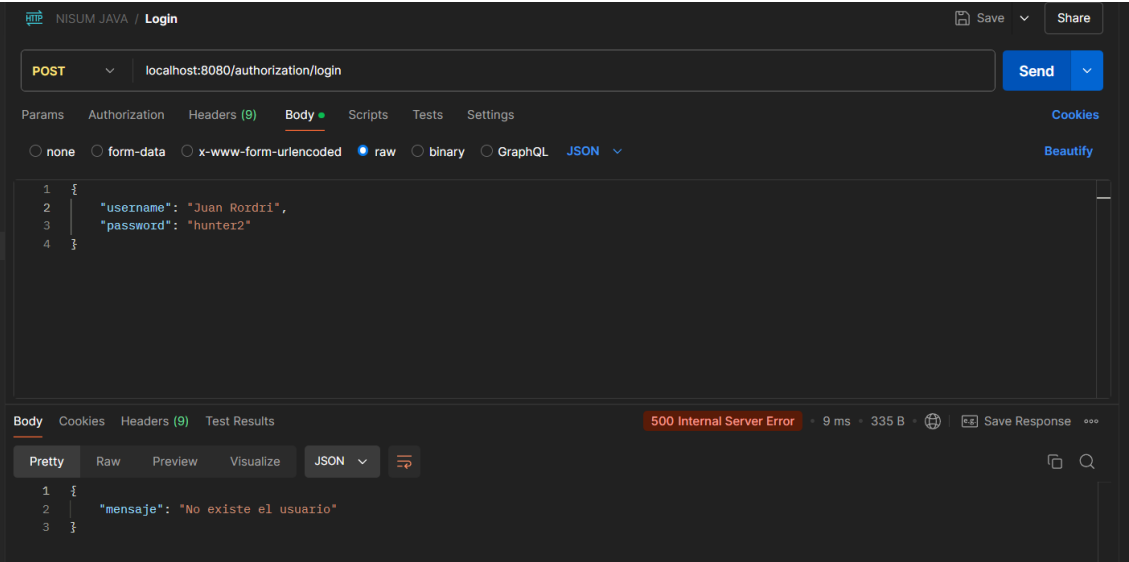 HTTP NISUM JAVA / Login Save Share
POST localhost:8080/authorization/login Send
Params Authorization Headers (9) Body Scripts Tests Settings Cookies
none form-data x-www-form-urlencoded raw binary GraphQL JSON Beautify
1 {
2 "username": "Juan Rordri",
3 "password": "hunter2"
4 }
Body Cookies Headers (9) Test Results 500 Internal Server Error • 9 ms • 335 B • e.g. Save Response
Pretty Raw Preview Visualize JSON
1 {
2 "mensaje": "No existe el usuario"
3 }